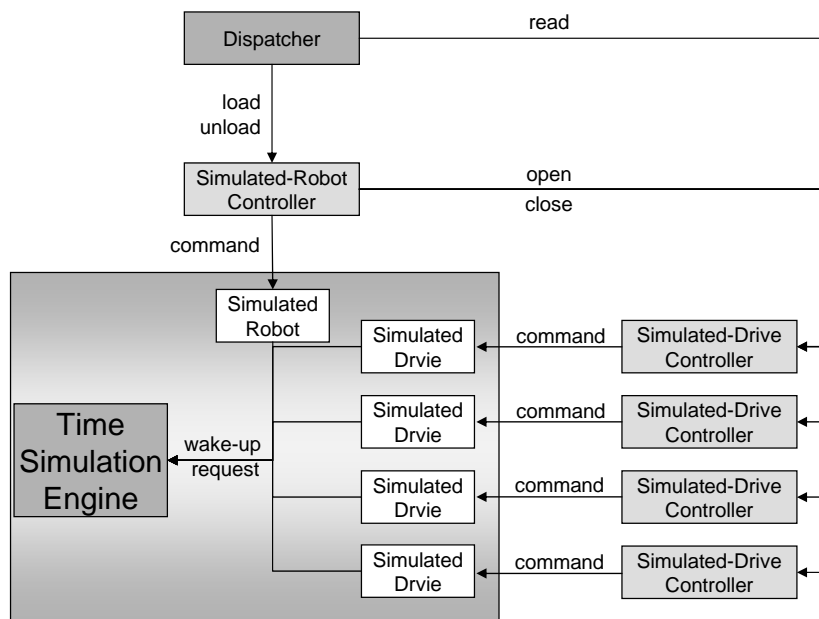 Dispatcher
read
load
unload
Simulated-Robot
Controller
open
close
command
Simulated
Robot
Simulated
Drvie
command
Simulated-Drive
Controller
Time
Simulation
Engine
wake-up
request
Simulated
Drvie
command
Simulated-Drive
Controller
Simulated
Drvie
command
Simulated-Drive
Controller
Simulated
Drvie
command
Simulated-Drive
Controller